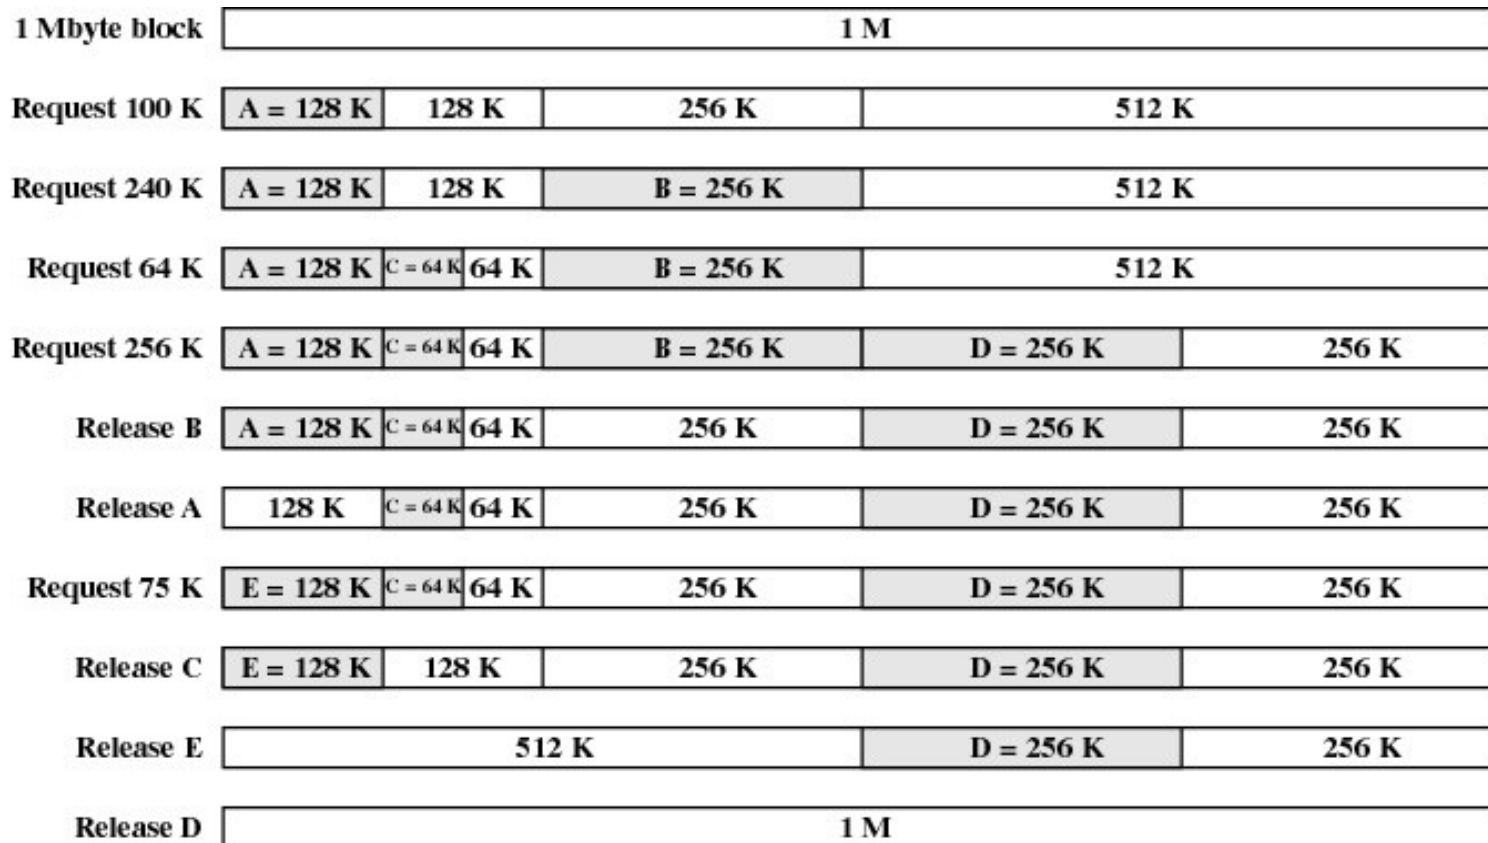 1 Mbyte block 1 M
Request 100 K A = 128 K 128 K 256 K 512 K
Request 240 K A = 128 K 128 K B = 256 K 512 K
Request 64 K A = 128 K C = 64 K 64 K B = 256 K 512 K
Request 256 K A = 128 K C = 64 K 64 K B = 256 K D = 256 K 256 K
Release B A = 128 K C = 64 K 64 K 256 K D = 256 K 256 K
Release A 128 K C = 64 K 64 K 256 K D = 256 K 256 K
Request 75 K E = 128 K C = 64 K 64 K 256 K D = 256 K 256 K
Release C E = 128 K 128 K 256 K D = 256 K 256 K
Release E 512 K D = 256 K 256 K
Release D 1 M